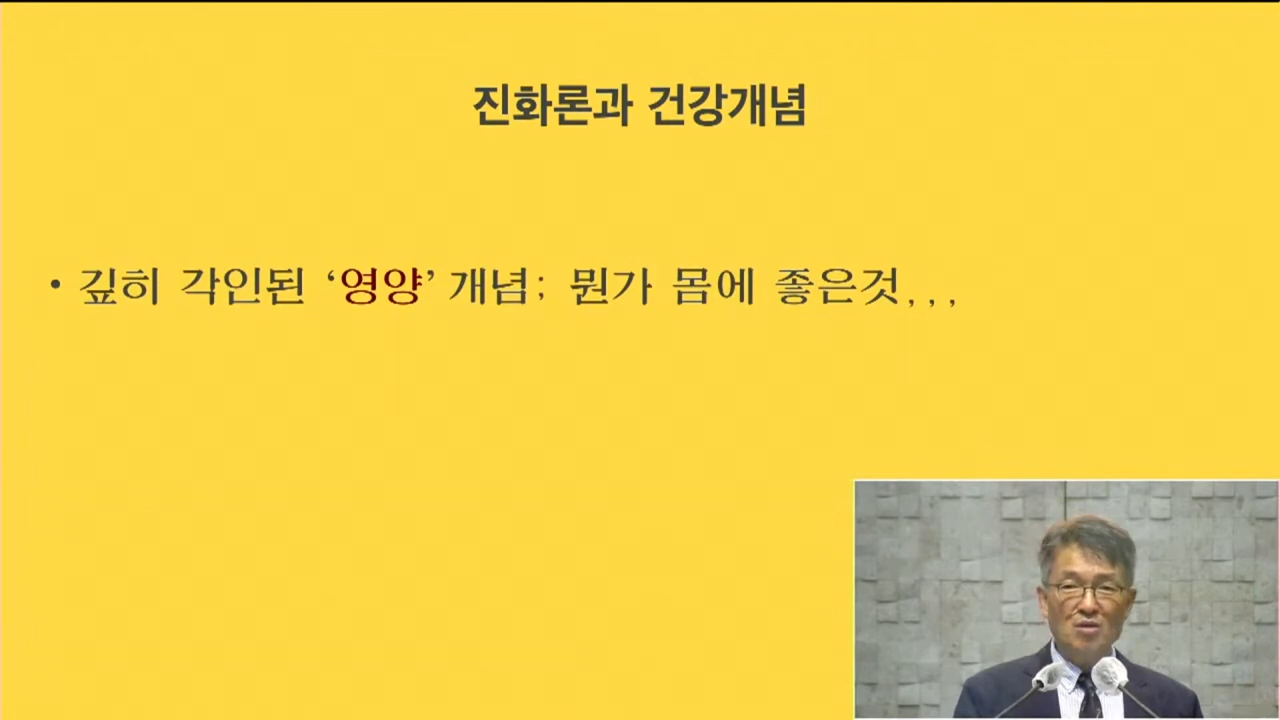 진화론과 건강개념
• 깊히 각인된 ‘영양’ 개념; 뭔가 몸에 좋은것,,,